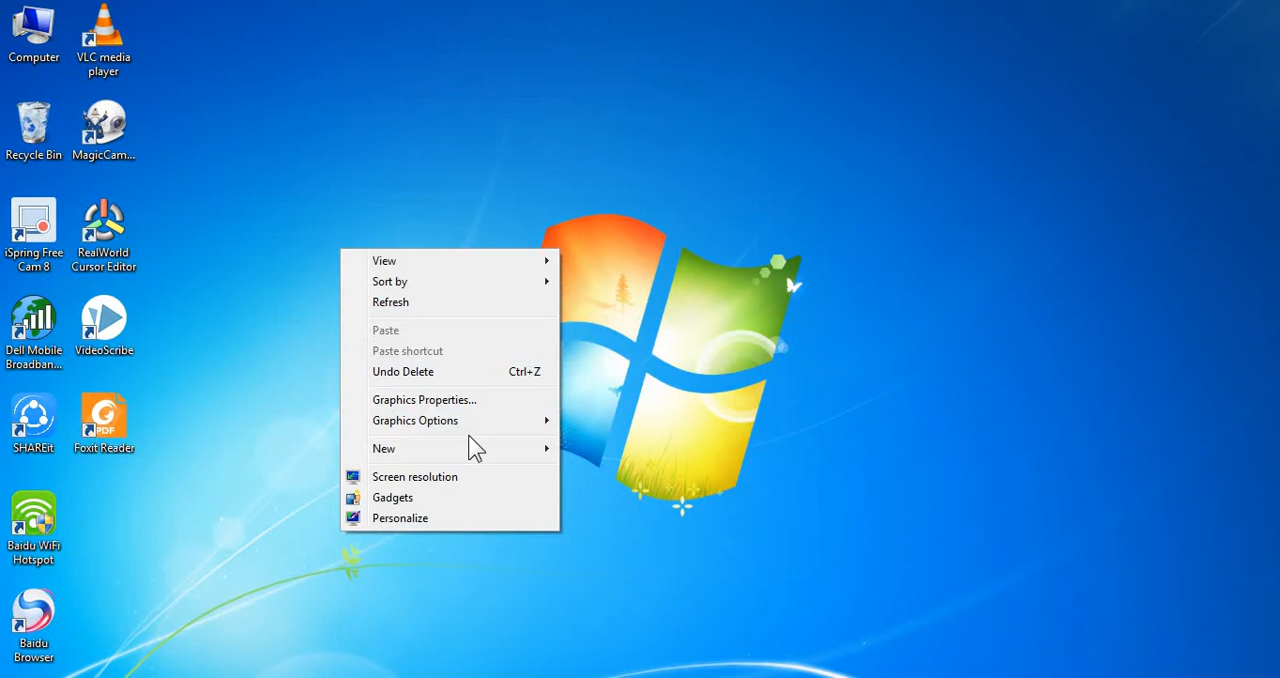 Computer
VLC media
player
Recycle Bin
MagicCam...
iSpring Free
Cam 8
RealWorld
Cursor Editor
Dell Mobile
Broadban...
VideoScribe
SHAREit
PDF
Foxit Reader
Baidu WiFi
Hotspot
Baidu
Browser
View
Sort by
Refresh
Paste
Paste shortcut
Undo Delete Ctrl+Z
Graphics Properties...
Graphics Options
New
Screen resolution
Gadgets
Personalize